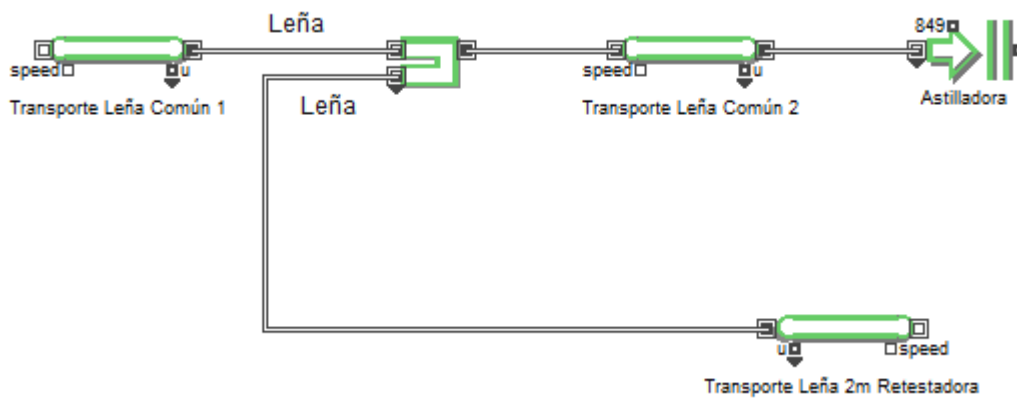 Leña
849
speed u
speed u
Transporte Leña Común 1
Leña
Transporte Leña Común 2
Astilladora
u speed
Transporte Leña 2m Retestadora